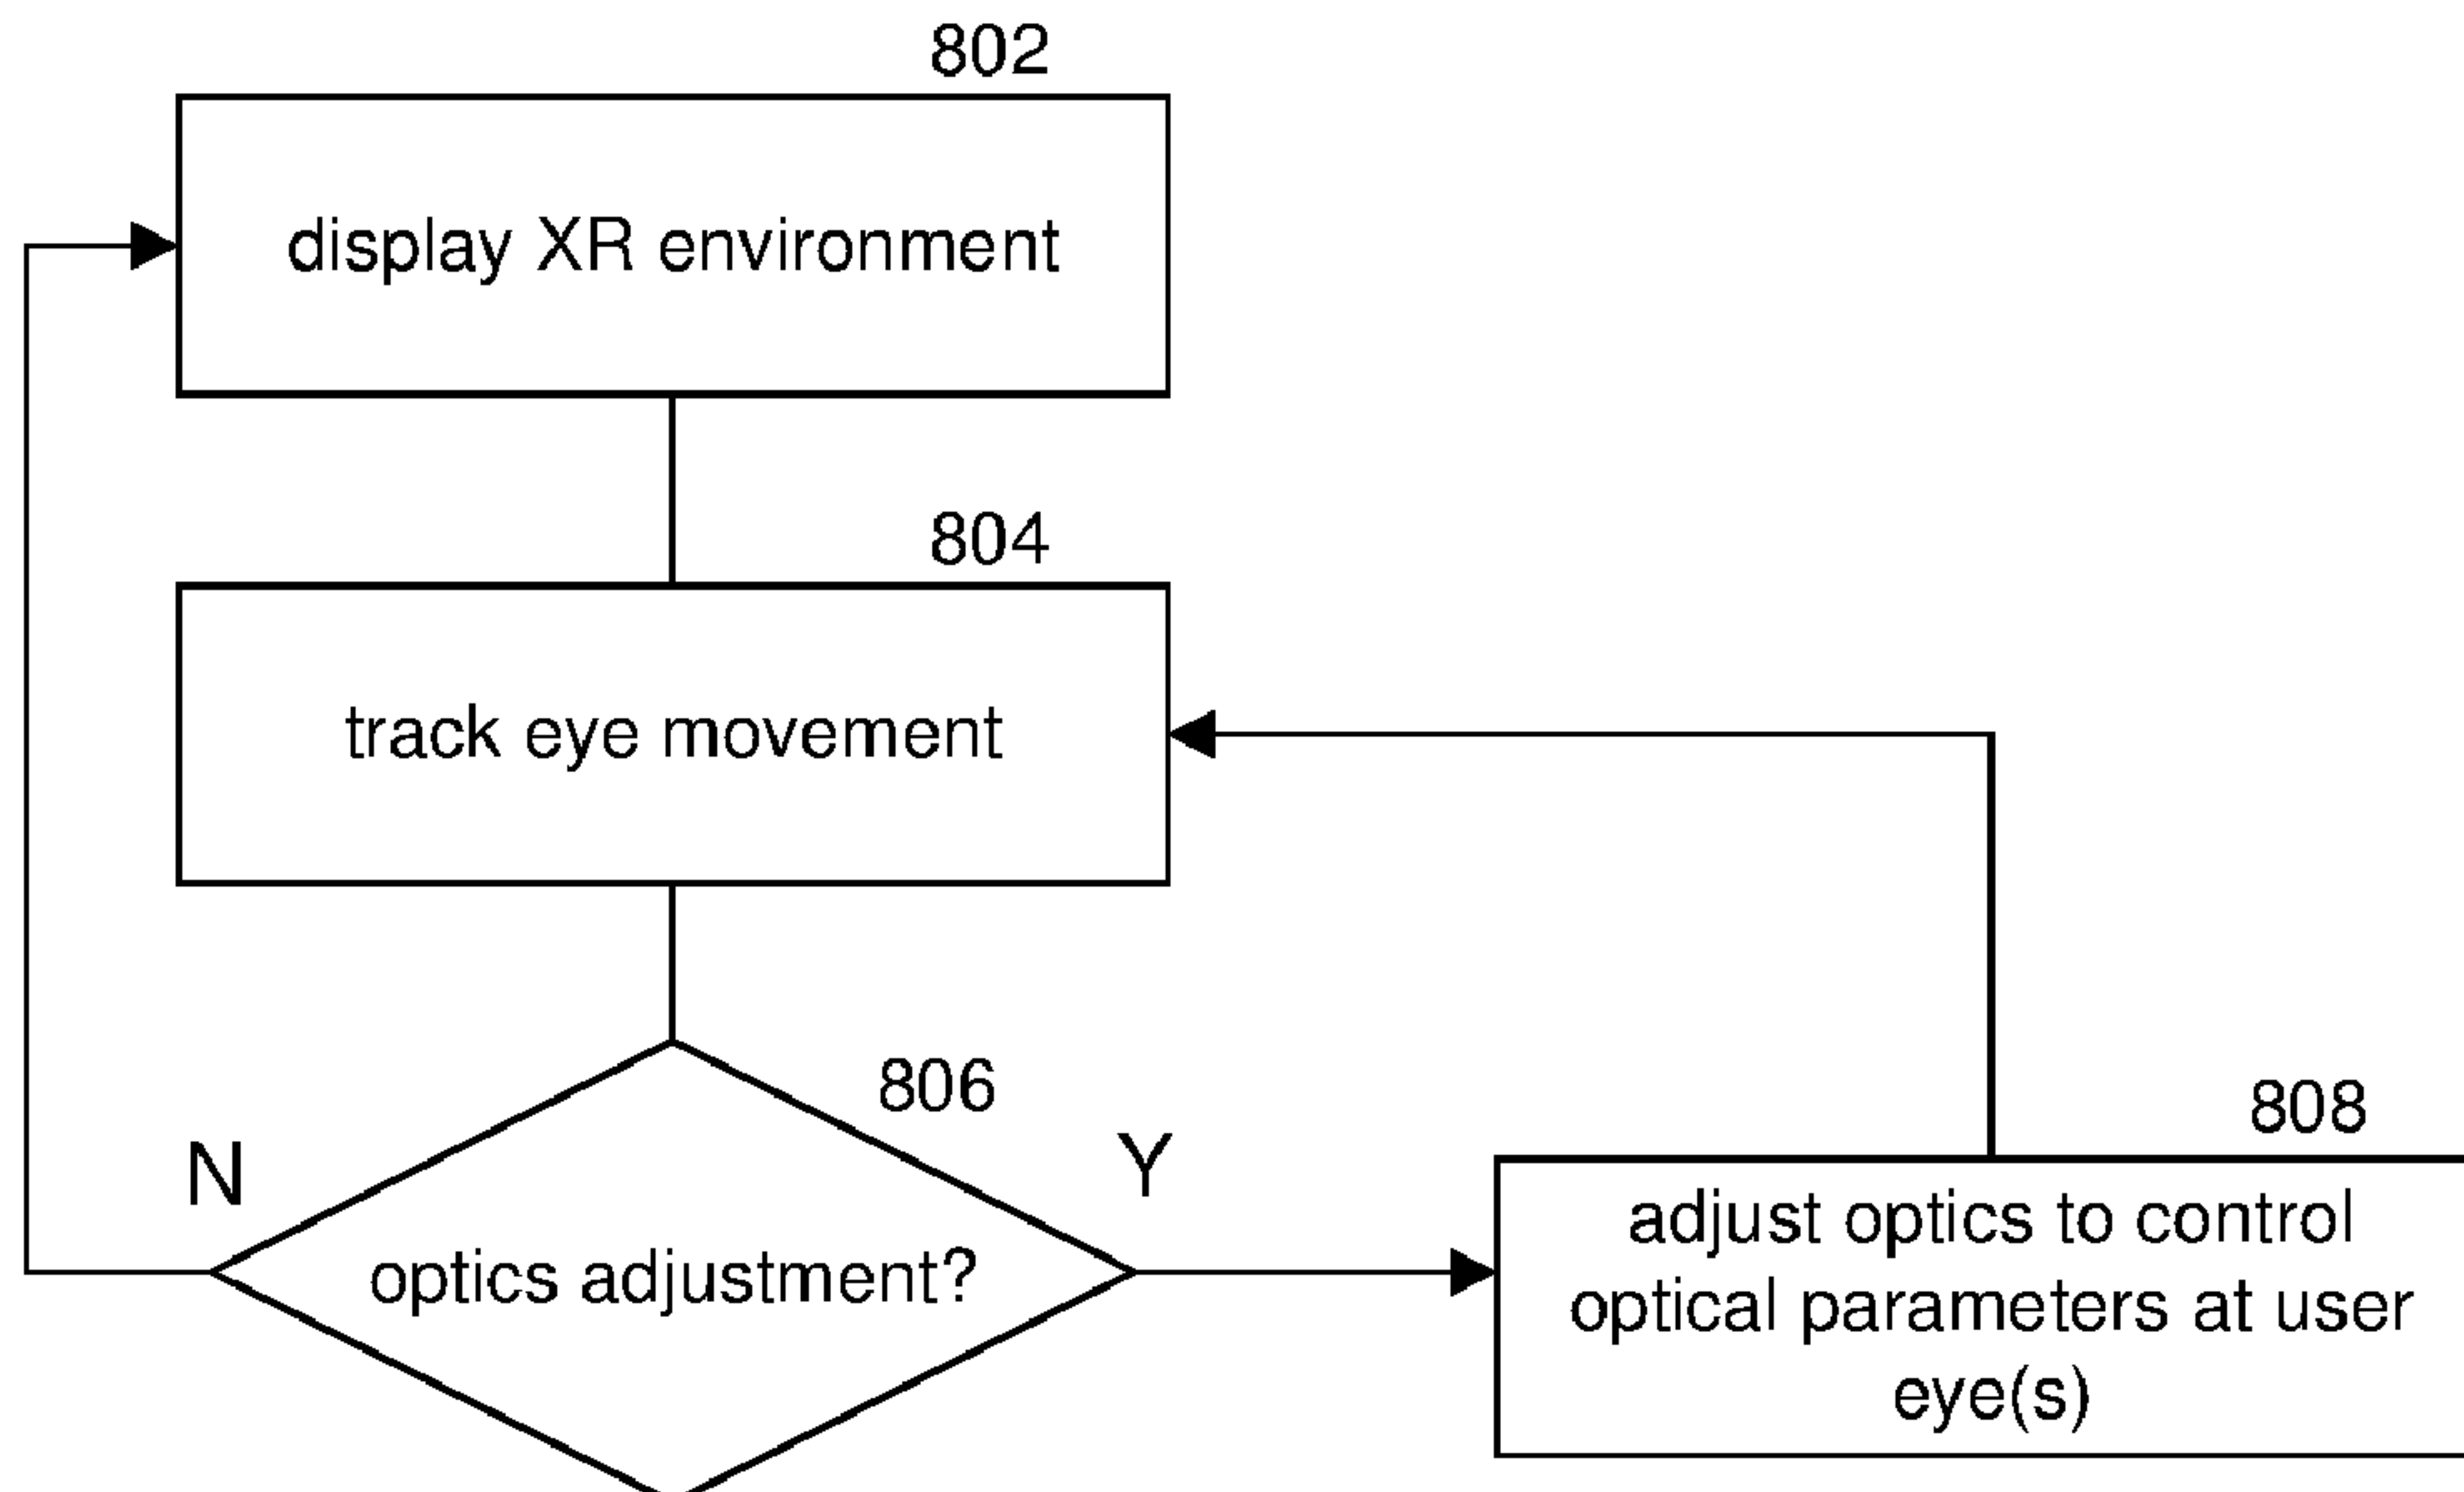 802
display XR environment
804
track eye movement
806
N
Y
optics adjustment?
808
adjust optics to control
optical parameters at user
eye(s)